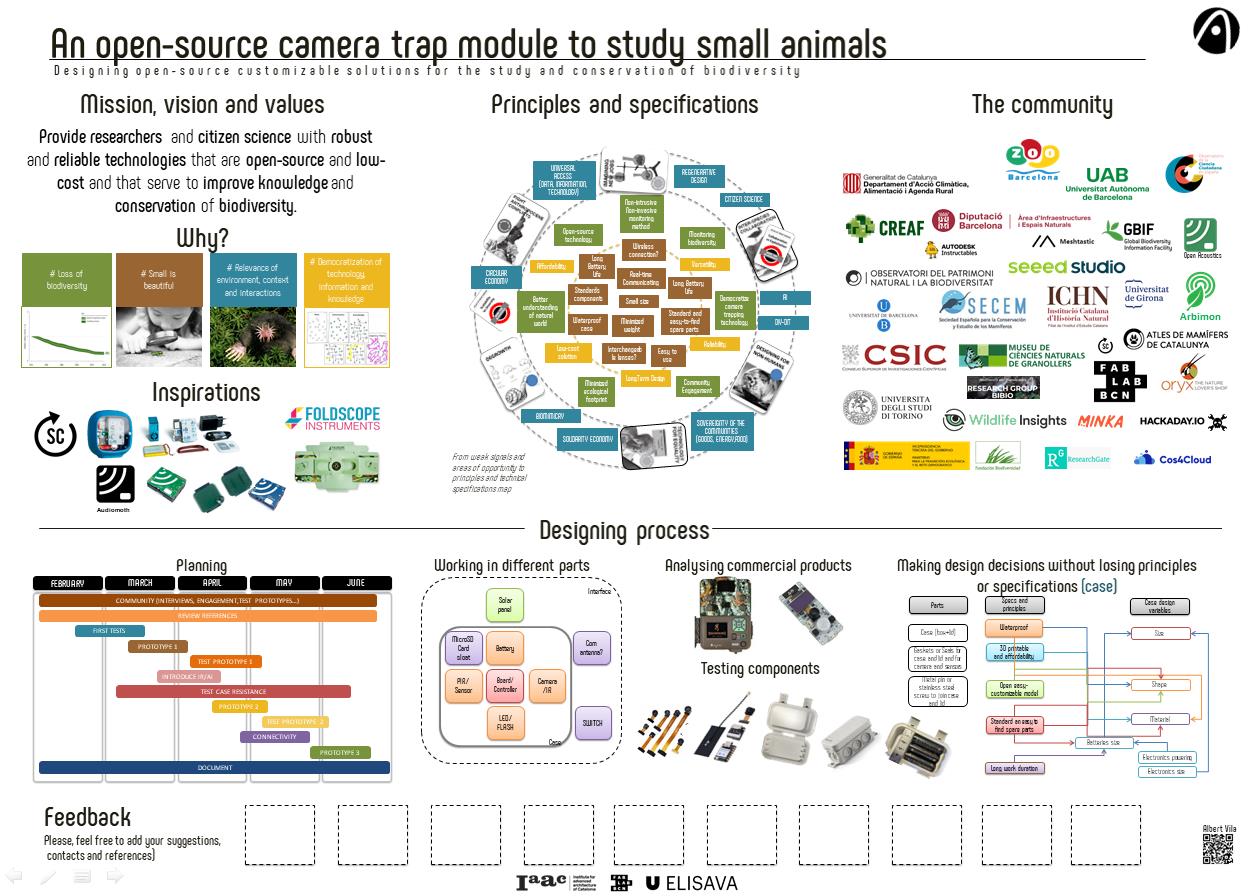 An open-source camera trap module to study small animals
Designing open-source customizable solutions for the study and conservation of biodiversity
Mission, vision and values
Provide researchers and citizen science with robust
and reliable technologies that are open-source and low-
cost and that serve to improve knowledge and
conservation of biodiversity.
Why?
# Loss of
biodiversity
# Small is
beautiful
# Relevance of
environment, context
and interactions
# Democratization of
technology,
information and
knowledge
Inspirations
SC
FOLDSCOPE
INSTRUMENTS
Audiomoth
Principles and specifications
UNIVERSAL
ACCESS
(DATA, INFORMATION,
TECHNOLOGY)
REGENERATIVE
DESIGN
CITIZEN SCIENCE
Non-intrusive
Non-invesive
monitoring
method
Open-source
technology
Monitoring
biodiversity
Wireless
connection?
Affordability
Long
Battery
life
Versatility
Real-time
Communicating
CIRCULAR
ECONOMY
Long Battery
life
Standards
components
Small size
Better
understanding
of natural
world
Democratize
camera
trapping
technology
AI
Waterproof
case
Minimized
weight
Standard and
easy-to-find
spare parts
DIY-DIT
Low-cost
solution
Interchangeable
lenses?
Easy to
use
Reliability
LongTerm Design
Minimized
ecological
footprint
Community
Engagement
DEGROWTH
DESIGNING FOR
NON-HUMANS
BIOMIMICRY
SOLIDARITY ECONOMY
SOVEREIGNTY OF THE
COMMUNITIES
(GOODS, ENERGY,FOOD)
From weak signals and
areas of opportunity to
principles and technical
specifications map
The community
ZOO
Barcelona
UAB
Universitat Autònoma
de Barcelona
Generalitat de Catalunya
Departament d'Acció Climàtica,
Alimentació i Agenda Rural
CREAF
Diputació
Barcelona
Àrea d'Infraestructures
i Espais Naturals
AUTODESK
Instructables
Meshtastic
GBIF
Global Biodiversity
Information Facility
Open Acoustics
OBSERVATORI DEL PATRIMONI
NATURAL I LA BIODIVERSITAT
seeed studio
UNIVERSITAT DE BARCELONA
SECEM
Sociedad Española para la Conservación
y Estudio de los Mamíferos
ICHN
Institució Catalana
d'Història Natural
Filial de l'Institut d'Estudis Catalans
Universitat
de Girona
Arbimon
CSIC
CONSEJO SUPERIOR DE INVESTIGACIONES CIENTÍFICAS
MUSEU DE
CIÈNCIES NATURALS
DE GRANOLLERS
SC
ATLES DE MAMÍFERS
DE CATALUNYA
RESEARCH GROUP
BIBIO
FAB
LAB
BCN
oryx THE NATURE
LOVER'S SHOP
UNIVERSITÀ
DEGLI STUDI
DI TORINO
Wildlife Insights
MINKA
HACKADAY.IO
GOBIERNO
DE ESPAÑA
Fundación Biodiversidad
RG ResearchGate
Cos4Cloud
Designing process
Planning
FEBRUARY MARCH APRIL MAY JUNE
COMMUNITY (INTERVIEWS, ENGAGEMENT,TEST PROTOTYPES...)
REVIEW REFERENCES
FIRST TESTS
PROTOTYPE 1
TEST PROTOTYPE 1
INTRODUCE IR/AI
TEST CASE RESISTANCE
PROTOTYPE 2
TEST PROTOTYPE 2
CONNECTIVITY
PROTOTYPE 3
DOCUMENT
Working in different parts
Interface
Solar
panel
MicroSD
Card
sloat
Battery
Com
antenna?
PIR/
Sensor
Board/
Controller
Camera
/IR
LED/
FLASH
SWITCH
Case
Analysing commercial products
Testing components
Making design decisions without losing principles
or specifications (case)
Parts
Specs and
principles
Case design
variables
Case (box+lid)
Gaskets or Seals for
case and lid and for
camera and sensors
Metal pin or
stainless steel
screw to join case
and lid
Waterproof
3D printable
and affordability
Open easy-
customizable model
Standard an easy to
find spare parts
Long work duration
Size
Shape
Material
Batteries size
Electronics powering
Electronics size
Feedback
Please, feel free to add your suggestions,
contacts and references)
Albert Vila
Iaac
Institute for
advanced
architecture
of Catalonia
U ELISAVA